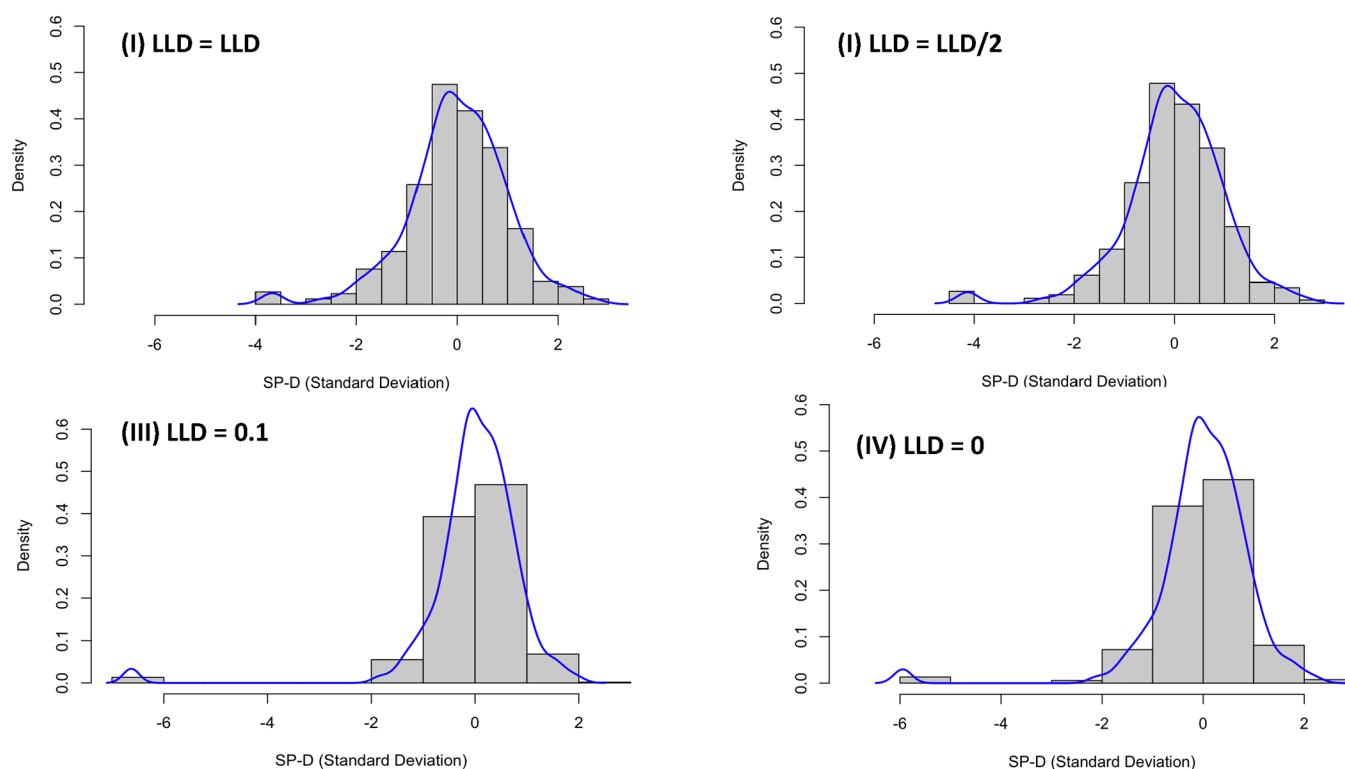 (I) LLD = LLD
Density
0.0 0.1 0.2 0.3 0.4 0.5 0.6
-6 -4 -2 0 2
SP-D (Standard Deviation)
(I) LLD = LLD/2
Density
0.0 0.1 0.2 0.3 0.4 0.5 0.6
-6 -4 -2 0 2
SP-D (Standard Deviation)
(III) LLD = 0.1
Density
0.0 0.1 0.2 0.3 0.4 0.5 0.6
-6 -4 -2 0 2
SP-D (Standard Deviation)
(IV) LLD = 0
Density
0.0 0.1 0.2 0.3 0.4 0.5 0.6
-6 -4 -2 0 2
SP-D (Standard Deviation)